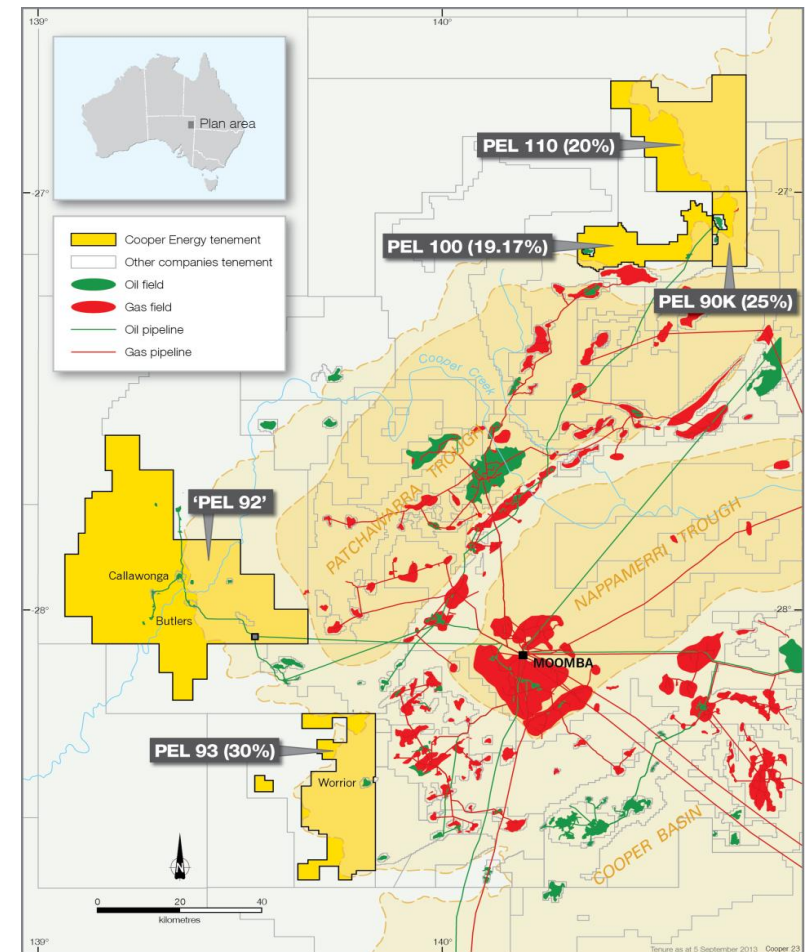 139°
140°
Plan area
PEL 110 (20%)
-27°
-27°
Cooper Energy tenement
Other companies tenement
Oil field
Gas field
Oil pipeline
Gas pipeline
PEL 100 (19.17%)
PEL 90K (25%)
Cooper Creek
PATCHAWARRA TROUGH
'PEL 92'
NAPPAMERRI TROUGH
Callawonga
Butlers
-28°
-28°
MOOMBA
PEL 93 (30%)
Worrior
COOPER BASIN
N
0 20 40
kilometres
139°
140°
Tenure as at 5 September 2013 Cooper 23